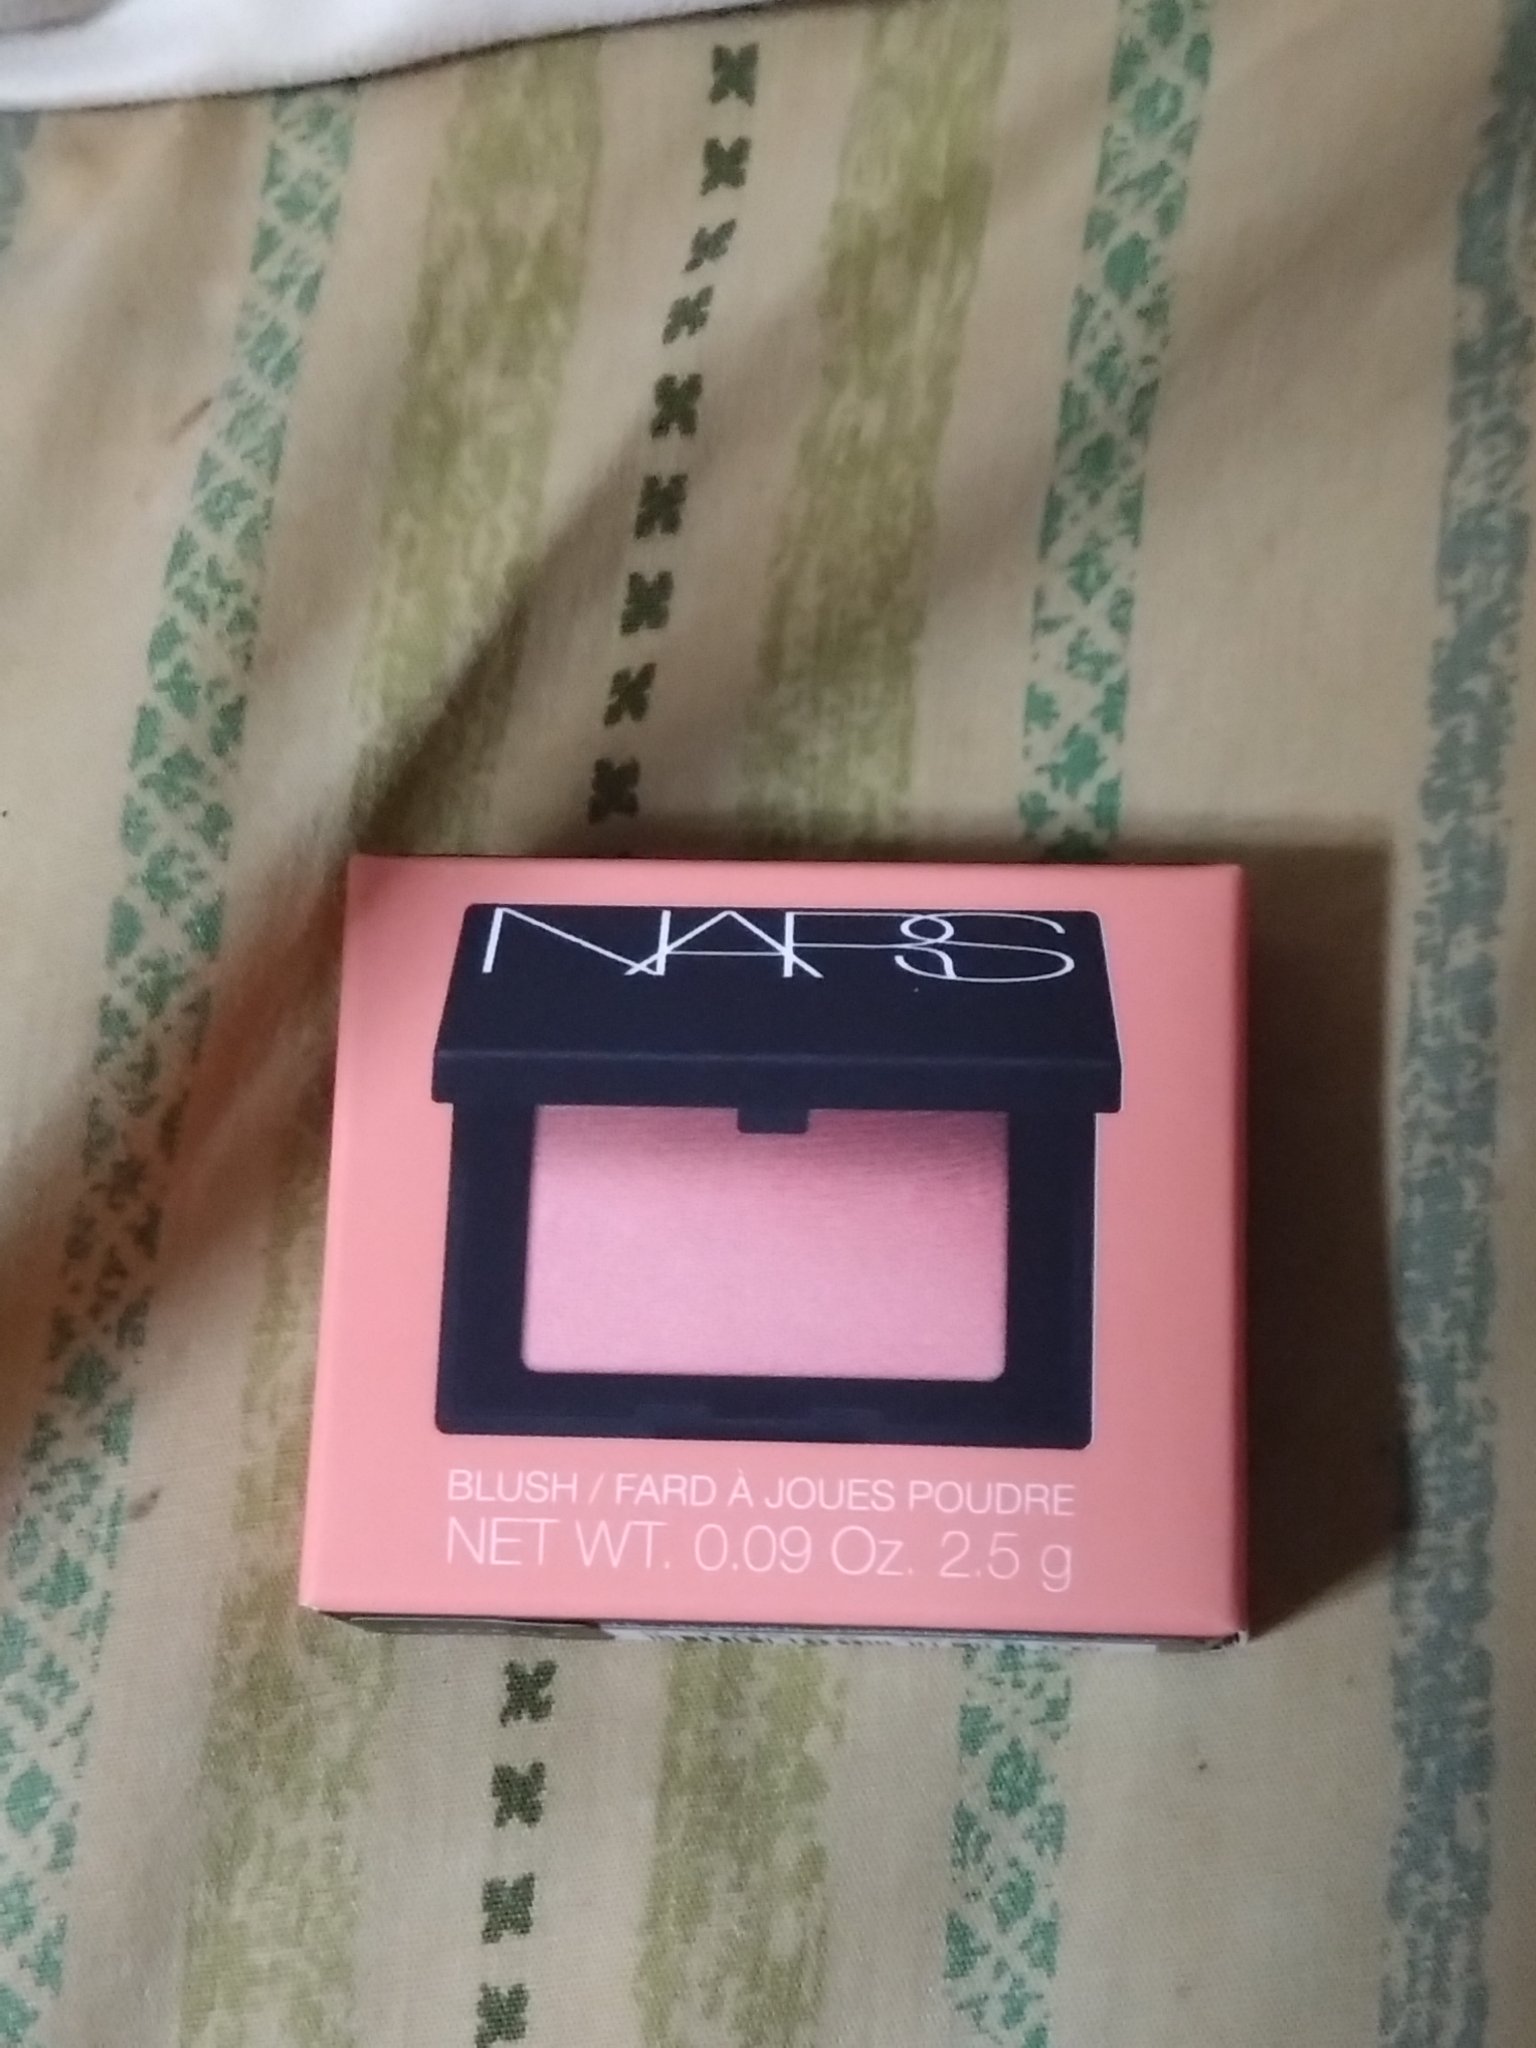 NARS
BLUSH / FARD À JOUES POUDRE
NET WT. 0.09 Oz. 2.5 g